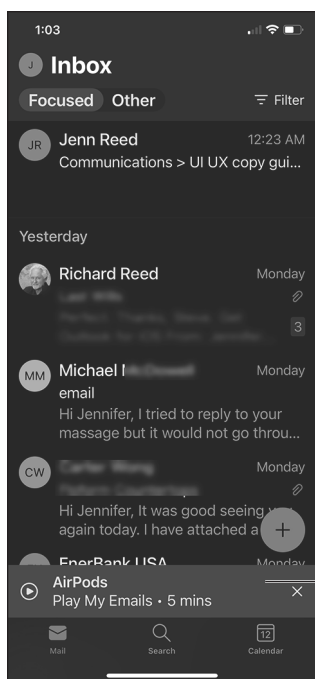 1:03
J
Inbox
Focused Other
Filter
JR
Jenn Reed
12:23 AM
Communications > UI UX copy gui...
Yesterday
Richard Reed
Monday
3
MM
Michael
Monday
email
Hi Jennifer, I tried to reply to your
massage but it would not go throu...
CW
Monday
Hi Jennifer, It was good seeing you
again today. I have attached a
+
EnerBank USA
Monday
AirPods
Play My Emails • 5 mins
Mail
Search
12
Calendar